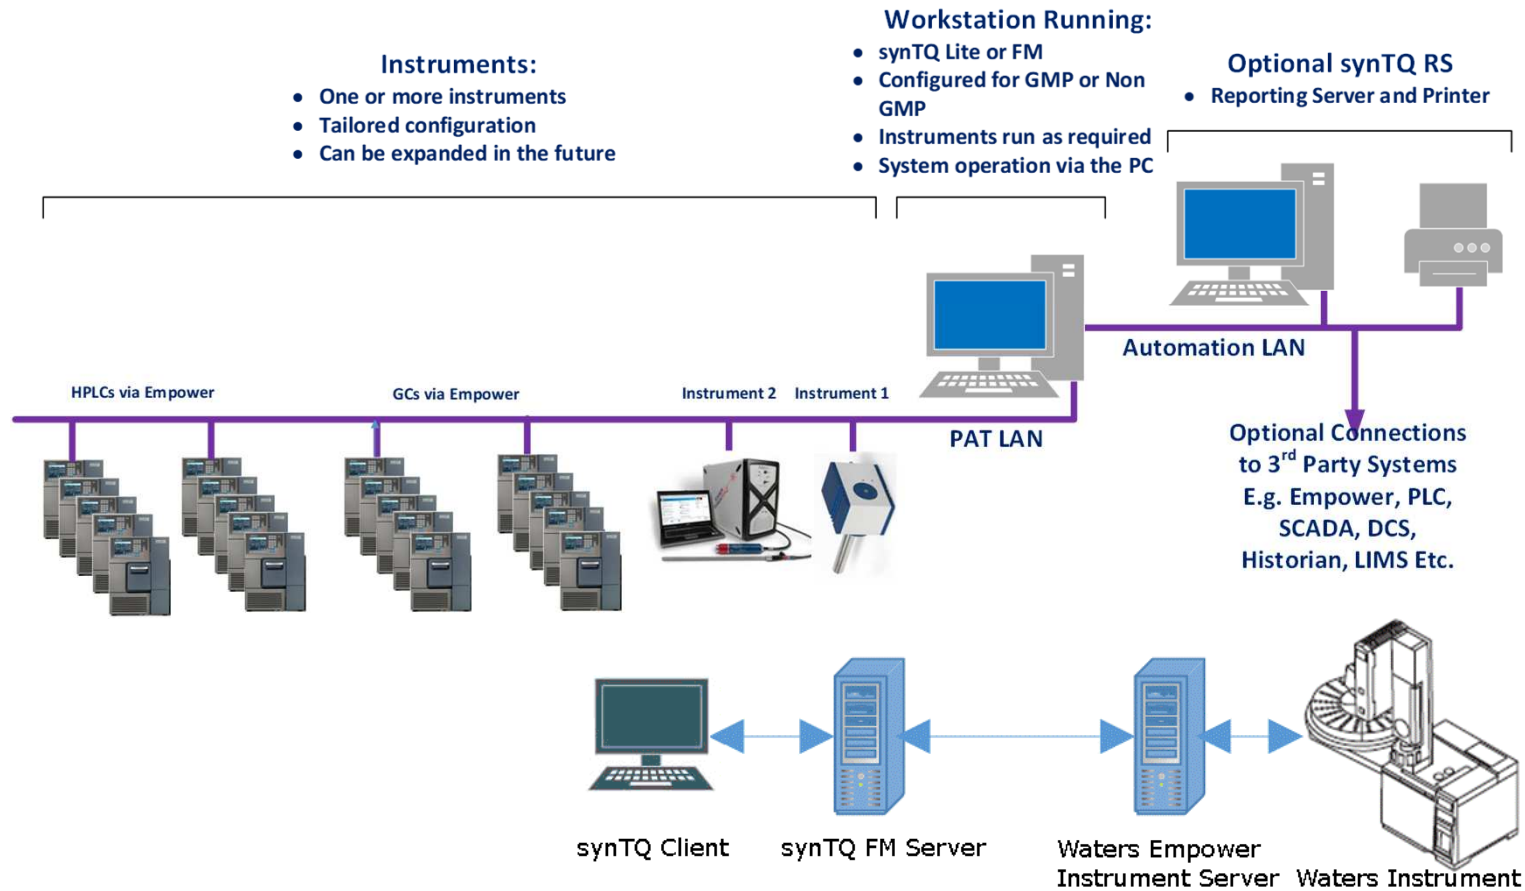 Instruments:
• One or more instruments
• Tailored configuration
• Can be expanded in the future
Workstation Running:
• synTQ Lite or FM
• Configured for GMP or Non
GMP
• Instruments run as required
• System operation via the PC
Optional synTQ RS
• Reporting Server and Printer
HPLCs via Empower
GCs via Empower
Instrument 2
Instrument 1
PAT LAN
Automation LAN
Optional Connections
to 3rd Party Systems
E.g. Empower, PLC,
SCADA, DCS,
Historian, LIMS Etc.
synTQ Client
synTQ FM Server
Waters Empower
Instrument Server
Waters Instrument